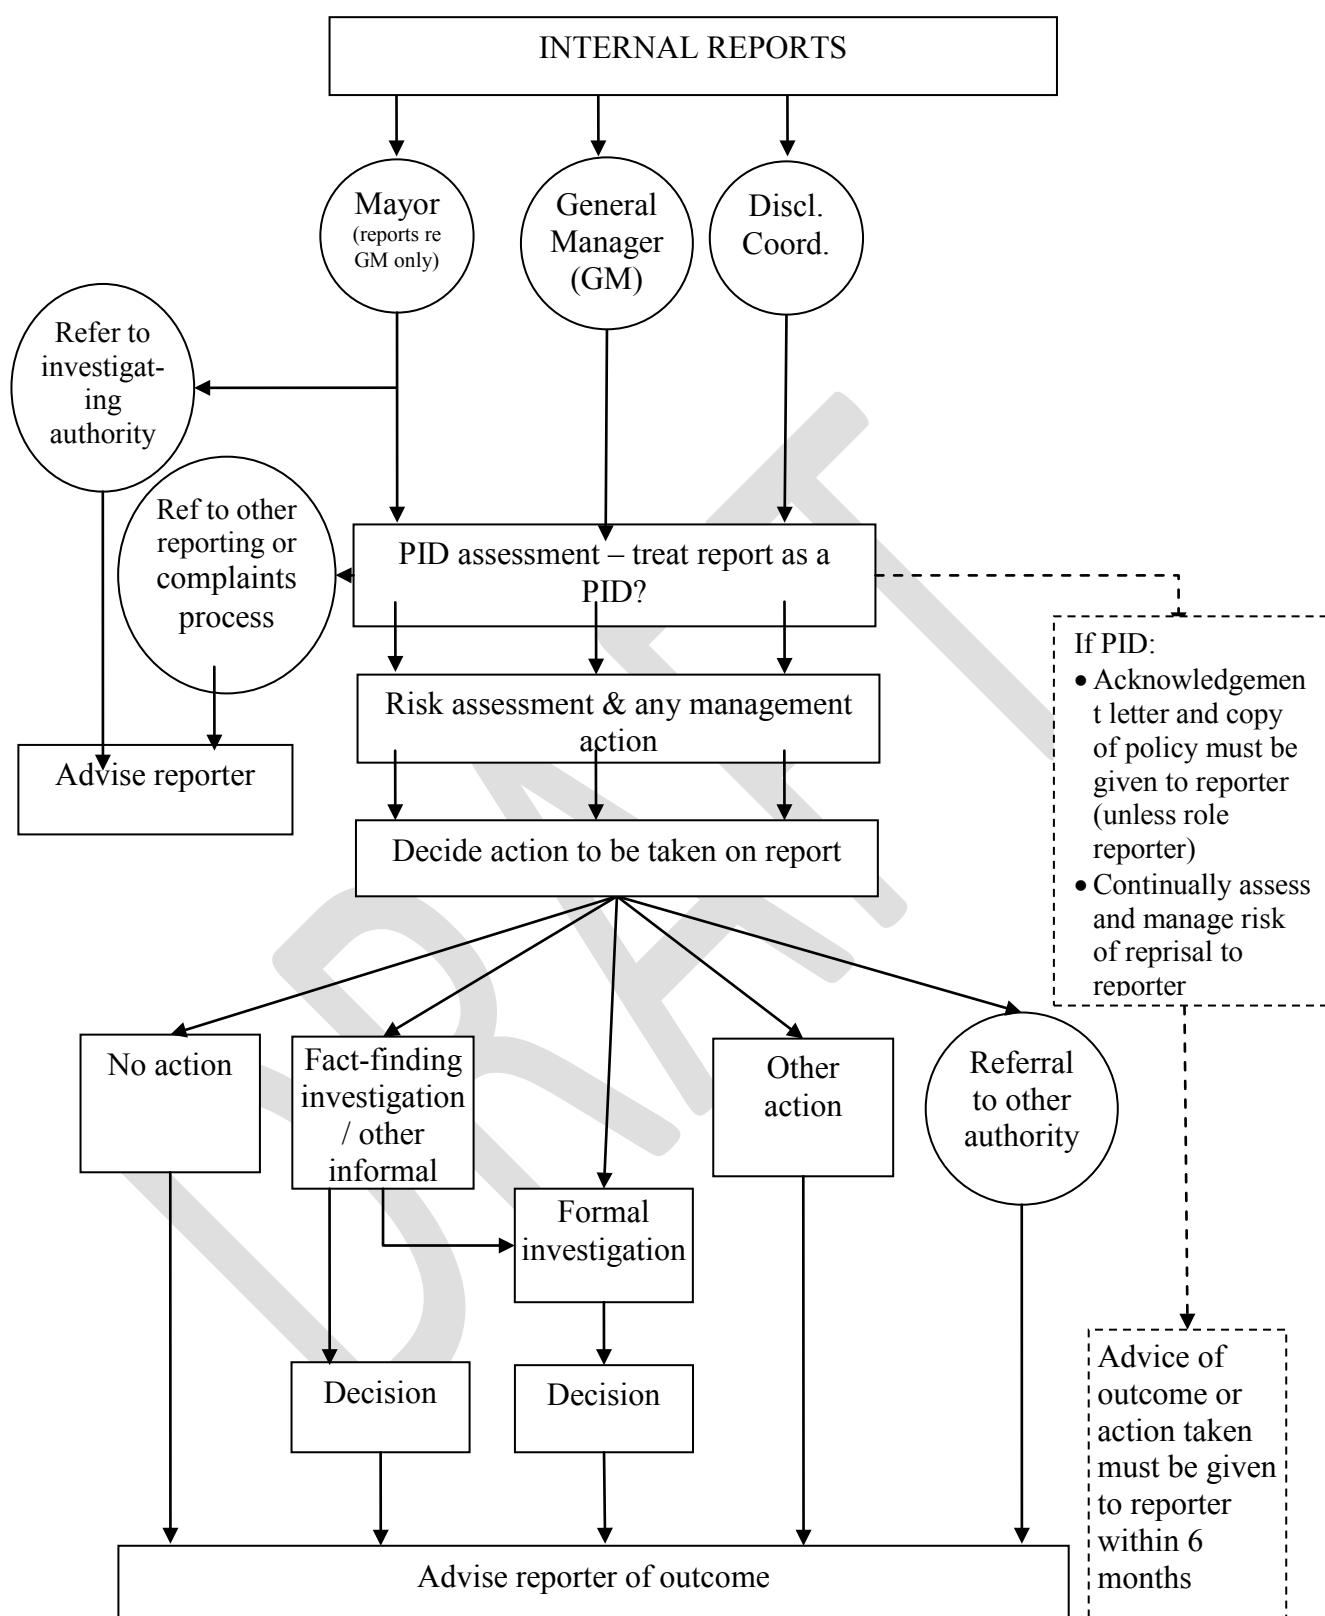 INTERNAL REPORTS
Mayor
(reports re
GM only)
General
Manager
(GM)
Discl.
Coord.
Refer to
investigat-
ing
authority
Ref to other
reporting or
complaints
process
PID assessment – treat report as a
PID?
If PID:
• Acknowledgemen
t letter and copy
of policy must be
given to reporter
(unless role
reporter)
• Continually assess
and manage risk
of reprisal to
reporter
Risk assessment & any management
action
Advise reporter
Decide action to be taken on report
No action
Fact-finding
investigation
/ other
informal
Other
action
Referral
to other
authority
Formal
investigation
Decision
Decision
Advice of
outcome or
action taken
must be given
to reporter
within 6
months
Advise reporter of outcome
DRAFT